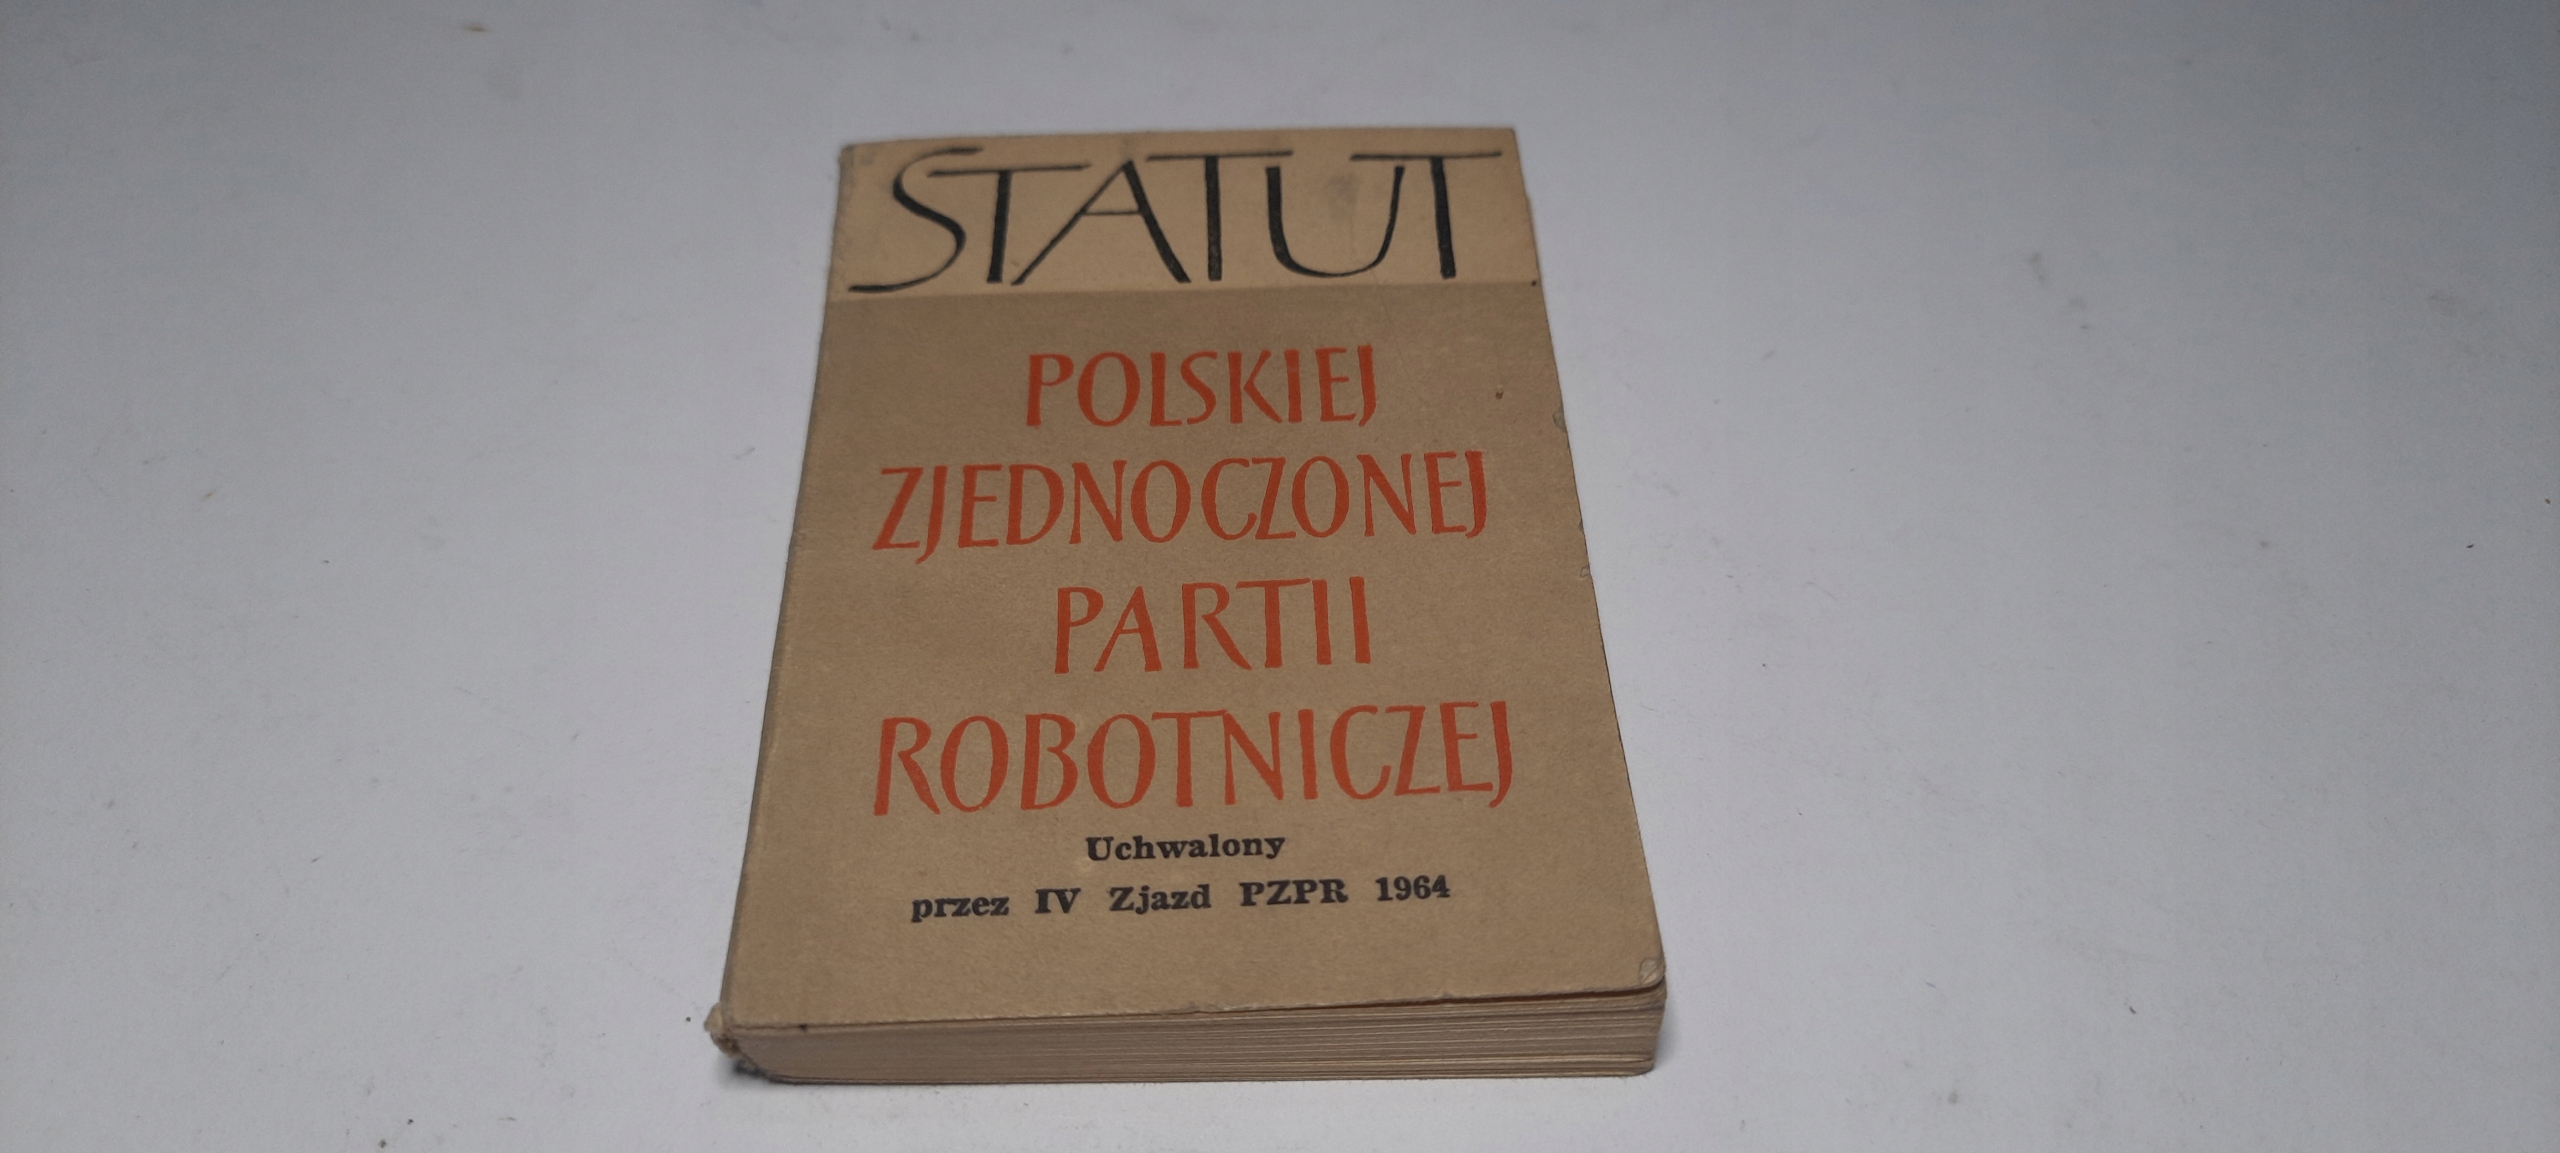 STATUT
POLSKIEJ
ZJEDNOCZONEJ
PARTII
ROBOTNICZEJ
Uchwalony
przez IV Zjazd PZPR 1964